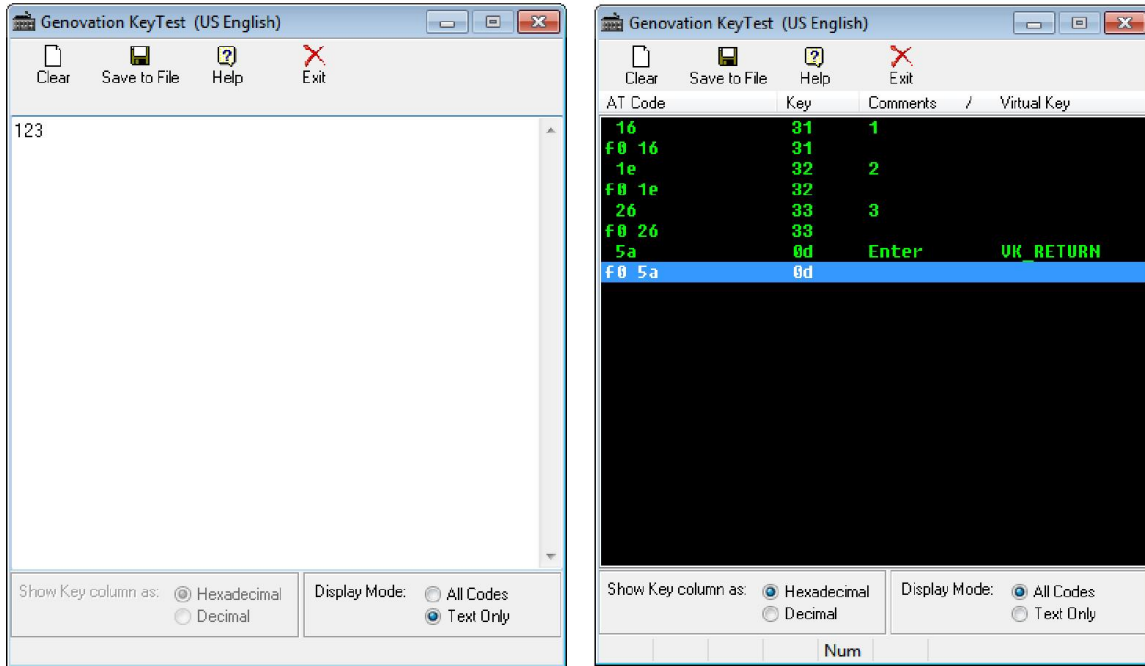 Genovation KeyTest (US English)
Clear Save to File Help Exit
123
Show Key column as: Hexadecimal Decimal
Display Mode: All Codes Text Only
Genovation KeyTest (US English)
Clear Save to File Help Exit
AT Code Key Comments / Virtual Key
16 31 1
f0 16 31
1e 32 2
f0 1e 32
26 33 3
f0 26 33
5a 0d Enter VK_RETURN
f0 5a 0d
Show Key column as: Hexadecimal Decimal
Display Mode: All Codes Text Only
Num